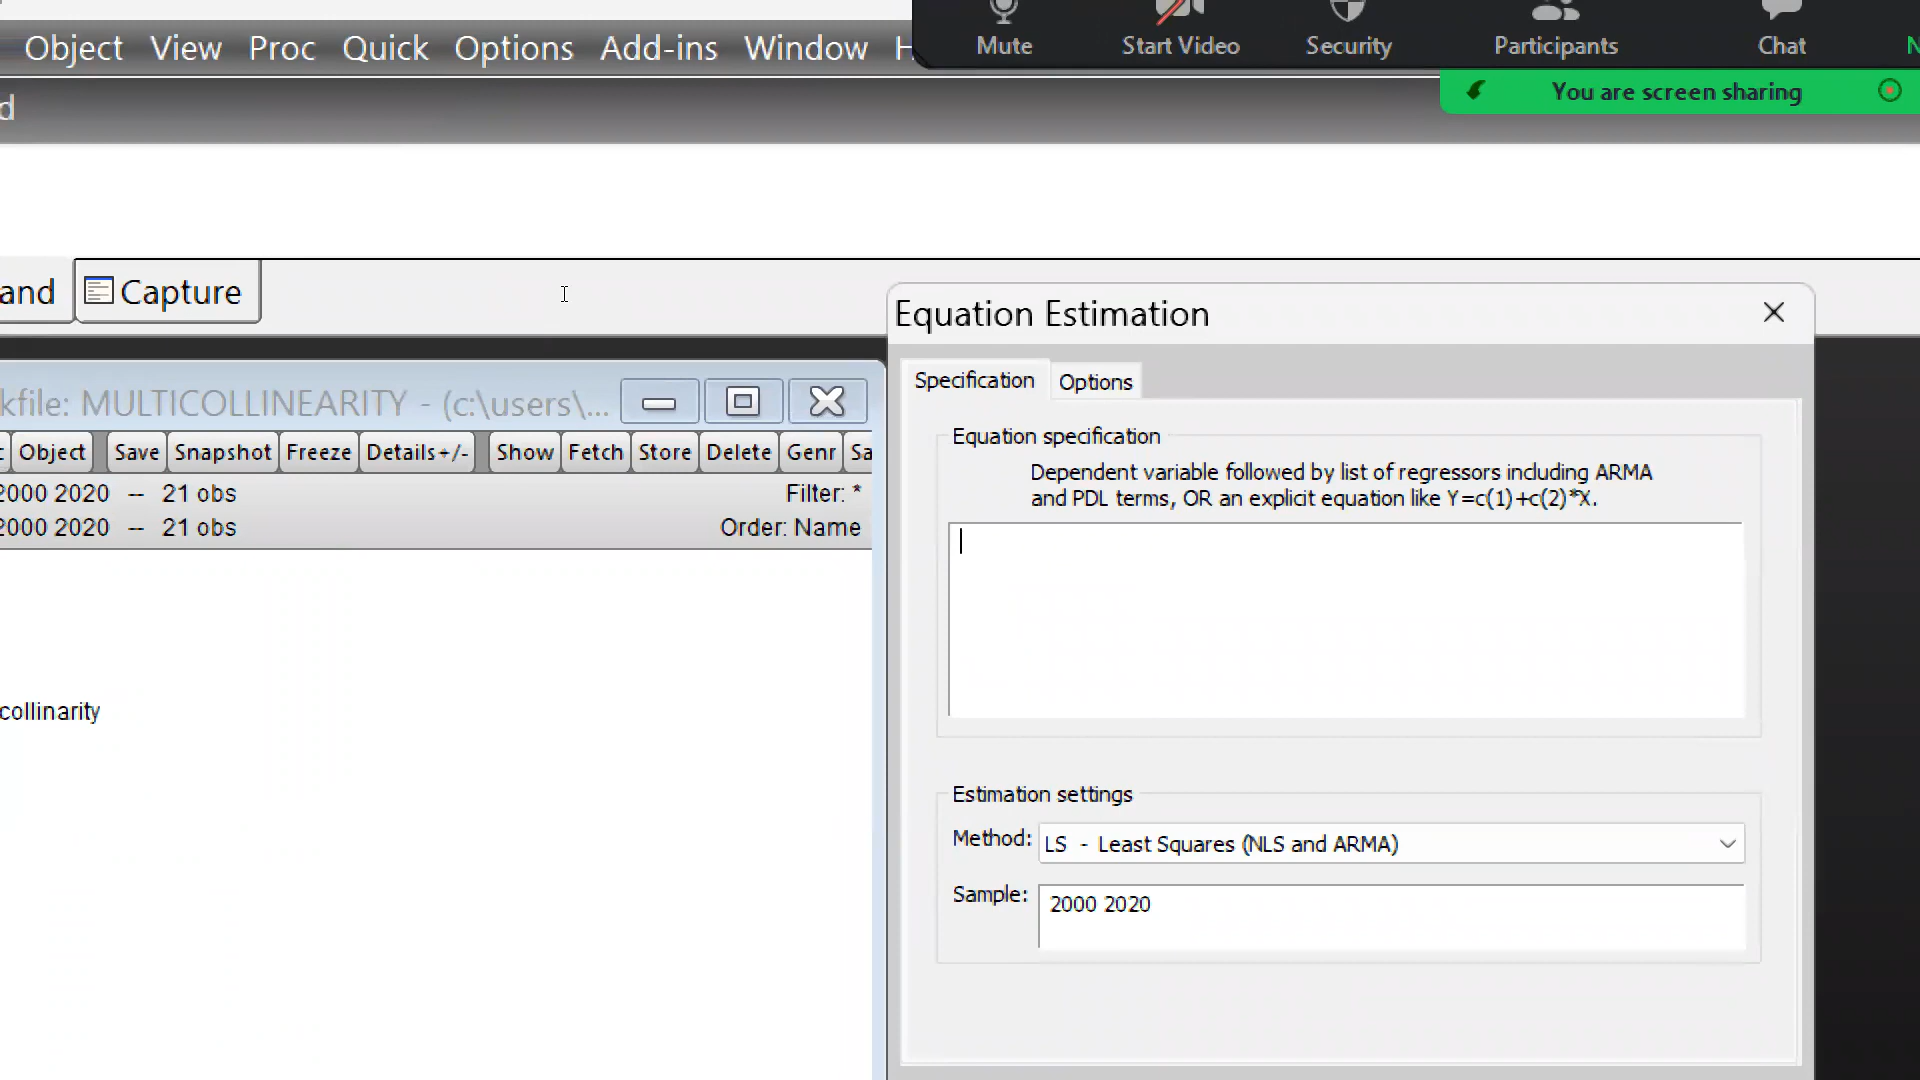 Mute Start Video Security Participants Chat
Object View Proc Quick Options Add-ins Window
You are screen sharing
and Capture
Equation Estimation
Specification Options
kfile: MULTICOLLINEARITY - (c:\users\...
Object Save Snapshot Freeze Details+/- Show Fetch Store Delete Genr Sa
2000 2020 -- 21 obs Filter: *
2000 2020 -- 21 obs Order: Name
collinarity
Equation specification
Dependent variable followed by list of regressors including ARMA
and PDL terms, OR an explicit equation like Y=c(1)+c(2)*X.
Estimation settings
Method: LS - Least Squares (NLS and ARMA)
Sample: 2000 2020